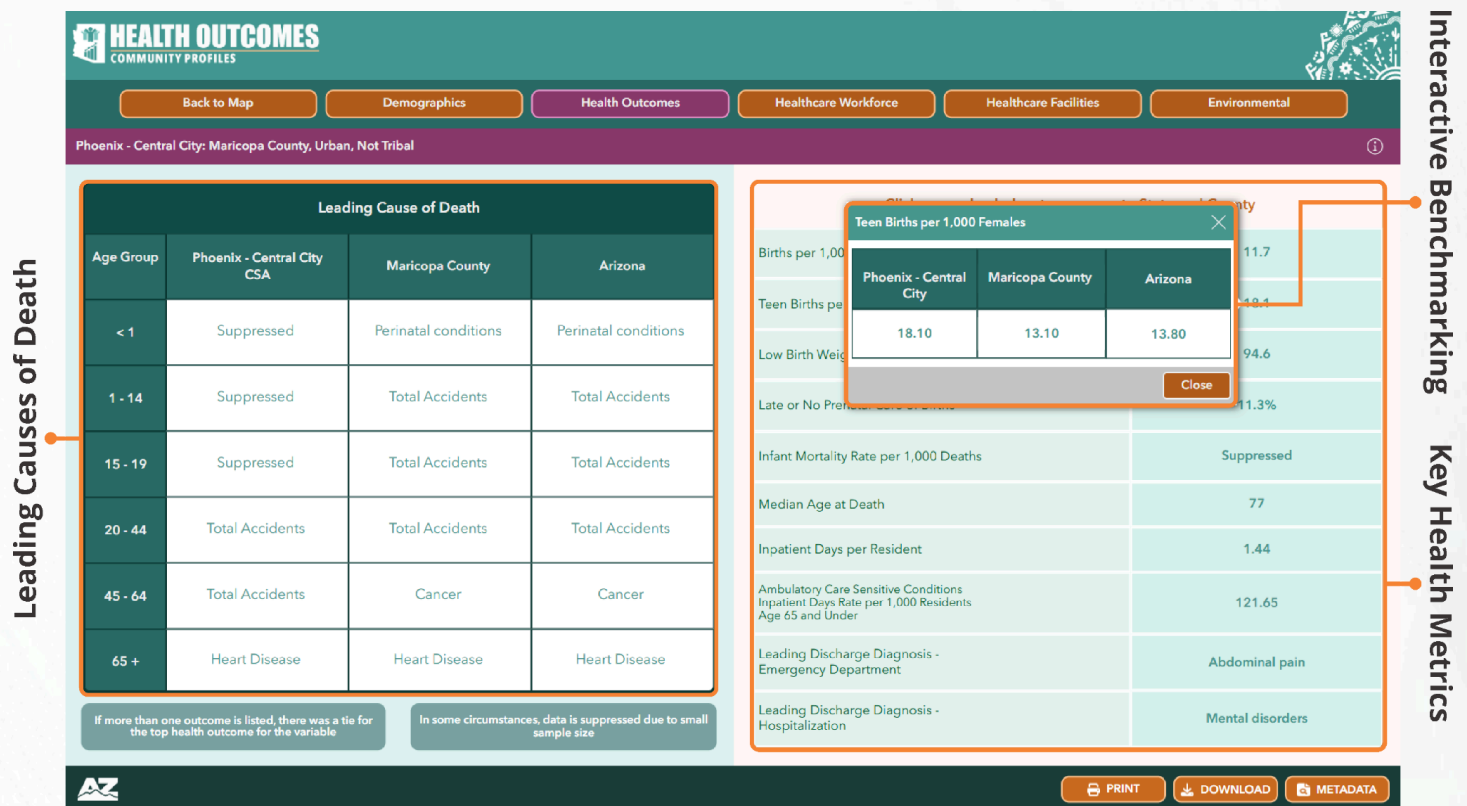 HEALTH OUTCOMES
COMMUNITY PROFILES
Back to Map
Demographics
Health Outcomes
Healthcare Workforce
Healthcare Facilities
Environmental
Phoenix - Central City: Maricopa County, Urban, Not Tribal
Leading Causes of Death
Leading Cause of Death
Age Group
Phoenix - Central City
CSA
Maricopa County
Arizona
< 1
Suppressed
Perinatal conditions
Perinatal conditions
1 - 14
Suppressed
Total Accidents
Total Accidents
15 - 19
Suppressed
Total Accidents
Total Accidents
20 - 44
Total Accidents
Total Accidents
Total Accidents
45 - 64
Total Accidents
Cancer
Cancer
65 +
Heart Disease
Heart Disease
Heart Disease
If more than one outcome is listed, there was a tie for
the top health outcome for the variable
In some circumstances, data is suppressed due to small
sample size
Teen Births per 1,000 Females
Phoenix - Central
City
Maricopa County
Arizona
18.10
13.10
13.80
Close
Births per 1,00
11.7
Teen Births pe
18.1
Low Birth Weig
94.6
Late or No Pre
11.3%
Infant Mortality Rate per 1,000 Deaths
Suppressed
Median Age at Death
77
Inpatient Days per Resident
1.44
Ambulatory Care Sensitive Conditions
Inpatient Days Rate per 1,000 Residents
Age 65 and Under
121.65
Leading Discharge Diagnosis -
Emergency Department
Abdominal pain
Leading Discharge Diagnosis -
Hospitalization
Mental disorders
Interactive Benchmarking
Key Health Metrics
AZ
PRINT
DOWNLOAD
METADATA